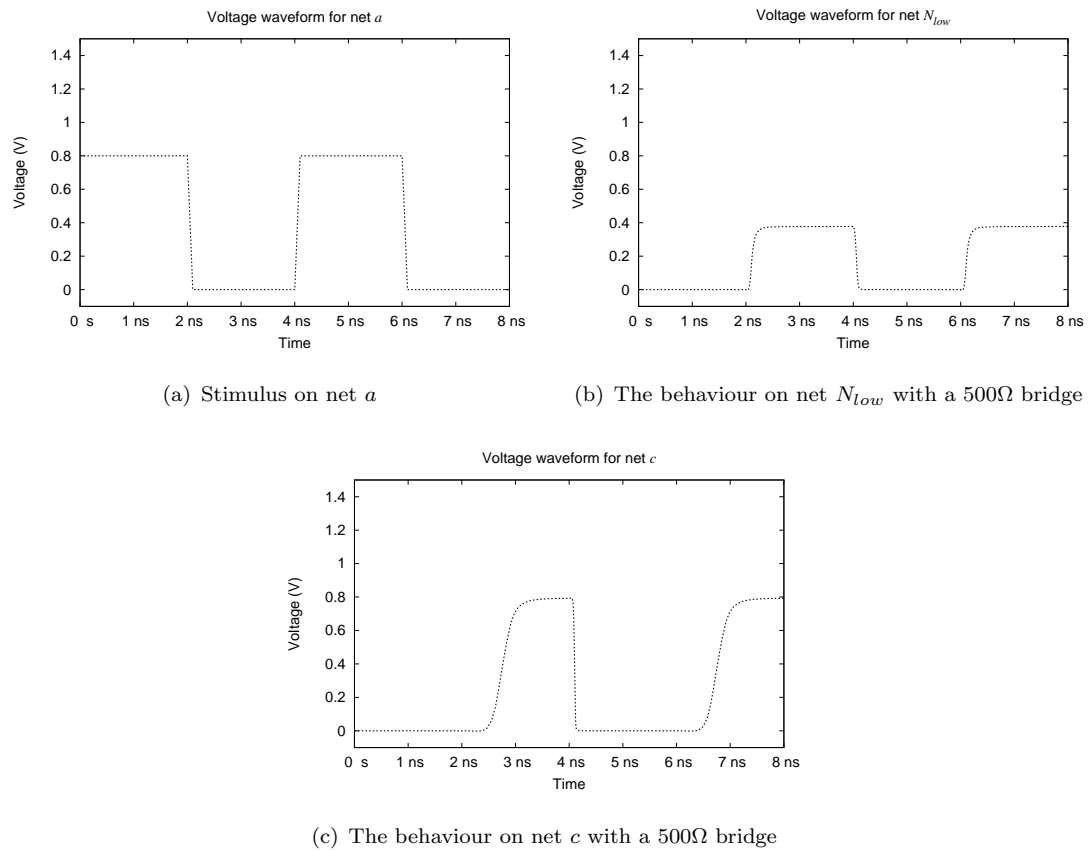 Voltage waveform for net a
Voltage (V)
1.4
1.2
1
0.8
0.6
0.4
0.2
0
0 s 1 ns 2 ns 3 ns 4 ns 5 ns 6 ns 7 ns 8 ns
Time
(a) Stimulus on net a
Voltage waveform for net N_low
Voltage (V)
1.4
1.2
1
0.8
0.6
0.4
0.2
0
0 s 1 ns 2 ns 3 ns 4 ns 5 ns 6 ns 7 ns 8 ns
Time
(b) The behaviour on net N_low with a 500Ω bridge
Voltage waveform for net c
Voltage (V)
1.4
1.2
1
0.8
0.6
0.4
0.2
0
0 s 1 ns 2 ns 3 ns 4 ns 5 ns 6 ns 7 ns 8 ns
Time
(c) The behaviour on net c with a 500Ω bridge